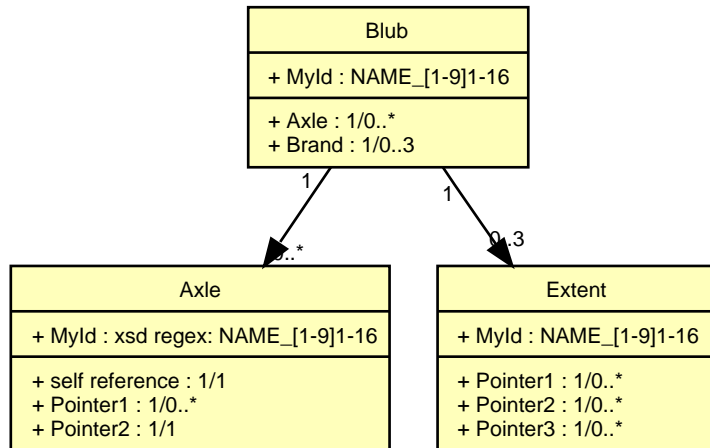 Blub
+ MyId : NAME_[1-9]1-16
+ Axle : 1/0..*
+ Brand : 1/0..3
1
1
0..*
0..3
Axle
+ MyId : xsd regex: NAME_[1-9]1-16
+ self reference : 1/1
+ Pointer1 : 1/0..*
+ Pointer2 : 1/1
Extent
+ MyId : NAME_[1-9]1-16
+ Pointer1 : 1/0..*
+ Pointer2 : 1/0..*
+ Pointer3 : 1/0..*